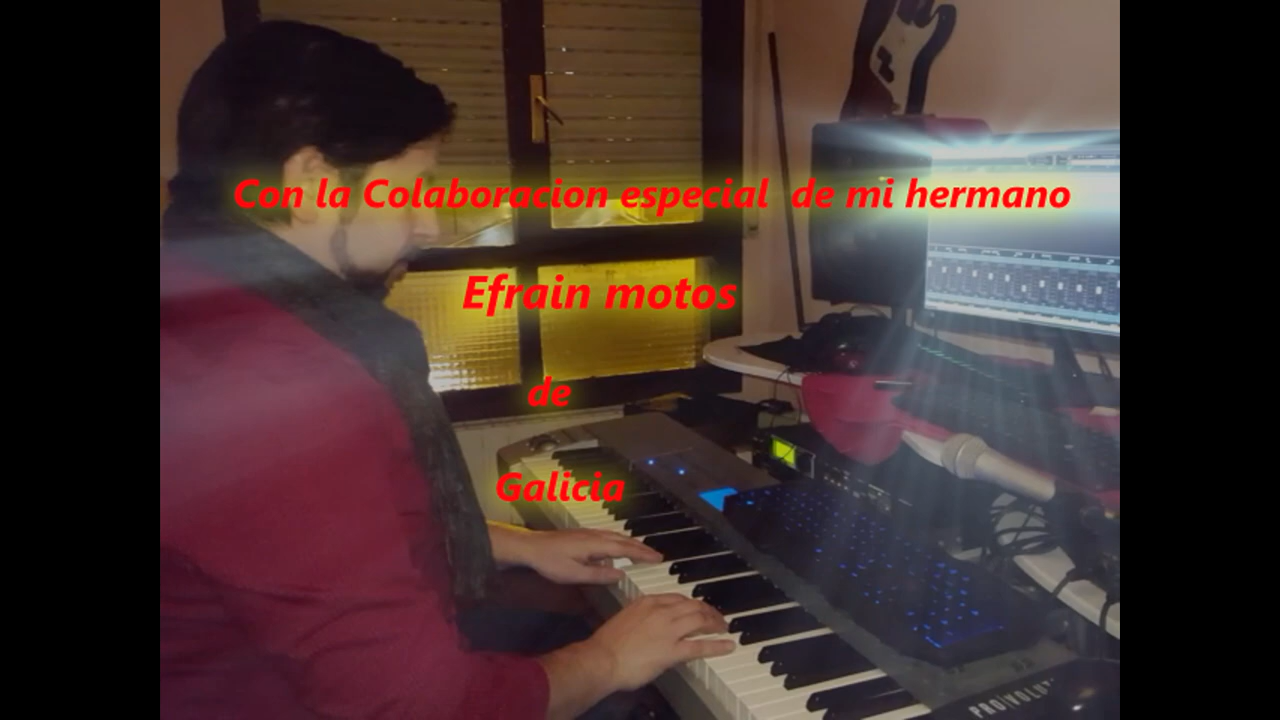 Con la Colaboracion especial de mi hermano
Efrain motos
de
Galicia